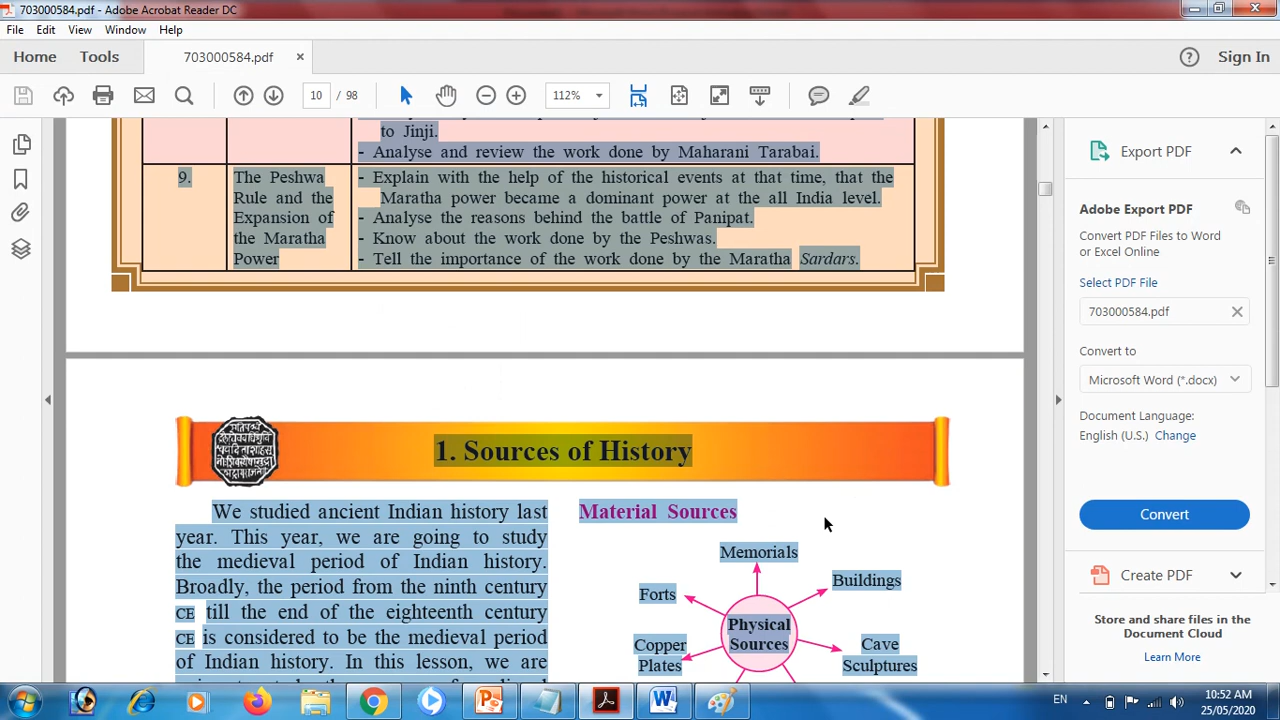 703000584.pdf - Adobe Acrobat Reader DC
File Edit View Window Help
Home Tools 703000584.pdf × Sign In
10 / 98 112%
to Jinji.
- Analyse and review the work done by Maharani Tarabai.
9. The Peshwa Rule and the Expansion of the Maratha Power
- Explain with the help of the historical events at that time, that the
Maratha power became a dominant power at the all India level.
- Analyse the reasons behind the battle of Panipat.
- Know about the work done by the Peshwas.
- Tell the importance of the work done by the Maratha Sardars.
1. Sources of History
We studied ancient Indian history last
year. This year, we are going to study
the medieval period of Indian history.
Broadly, the period from the ninth century
CE till the end of the eighteenth century
CE is considered to be the medieval period
of Indian history. In this lesson, we are
Material Sources
Memorials
Buildings
Forts
Physical
Sources
Copper
Plates
Cave
Sculptures
Export PDF
Adobe Export PDF
Convert PDF Files to Word
or Excel Online
Select PDF File
703000584.pdf ×
Convert to
Microsoft Word (*.docx)
Document Language:
English (U.S.) Change
Convert
Create PDF
Store and share files in the
Document Cloud
Learn More
EN
10:52 AM
25/05/2020